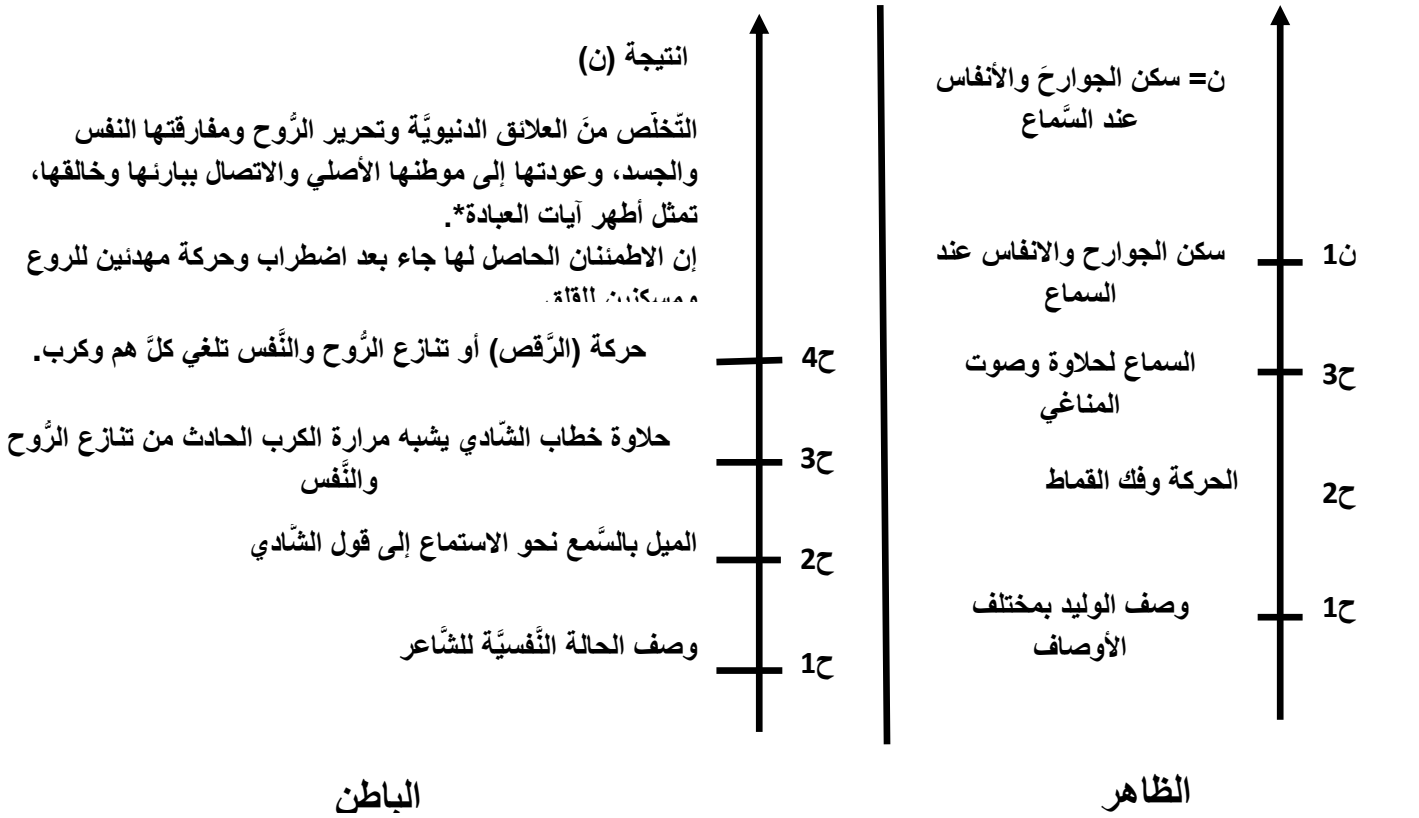 ن= سكن الجوارحَ والأنفاس
عند السَّماع
ن1
سكن الجوارح والانفاس عند
السماع
ح3
السماع لحلاوة وصوت
المناغي
ح2
الحركة وفك القماط
ح1
وصف الوليد بمختلف
الأوصاف
الظاهر
انتيجة (ن)
التّخلّص منَ العلائق الدنيويَّة وتحرير الرُّوح ومفارقتها النفس
والجسد، وعودتها إلى موطنها الأصلي والاتصال ببارئها وخالقها،
تمثل أطهر آيات العبادة*.
إن الاطمئنان الحاصل لها جاء بعد اضطراب وحركة مهدئين للروع
ومسكنين للقلق
ح4
حركة (الرَّقص) أو تنازع الرُّوح والنَّفس تلغي كلَّ هم وكرب.
ح3
حلاوة خطاب الشّادي يشبه مرارة الكرب الحادث من تنازع الرُّوح
والنَّفس
ح2
الميل بالسَّمع نحو الاستماع إلى قول الشّادي
ح1
وصف الحالة النَّفسيَّة للشَّاعر
الباطن